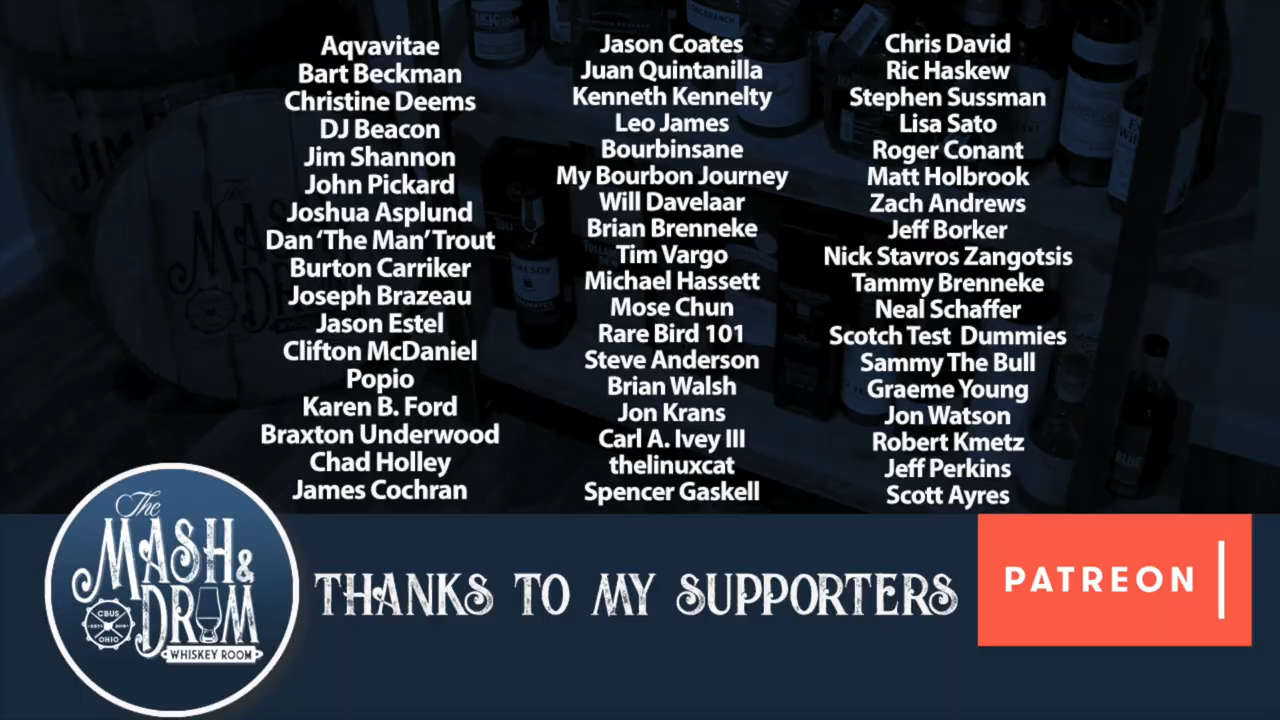 Aqvavitae
Bart Beckman
Christine Deems
DJ Beacon
Jim Shannon
John Pickard
Joshua Asplund
Dan 'The Man' Trout
Burton Carriker
Joseph Brazeau
Jason Estel
Clifton McDaniel
Popio
Karen B. Ford
Braxton Underwood
Chad Holley
James Cochran
Jason Coates
Juan Quintanilla
Kenneth Kennelty
Leo James
Bourbinsane
My Bourbon Journey
Will Davelaar
Brian Brenneke
Tim Vargo
Michael Hassett
Mose Chun
Rare Bird 101
Steve Anderson
Brian Walsh
Jon Krans
Carl A. Ivey III
thelinuxcat
Spencer Gaskell
Chris David
Ric Haskew
Stephen Sussman
Lisa Sato
Roger Conant
Matt Holbrook
Zach Andrews
Jeff Borker
Nick Stavros Zangotsis
Tammy Brenneke
Neal Schaffer
Scotch Test Dummies
Sammy The Bull
Graeme Young
Jon Watson
Robert Kmetz
Jeff Perkins
Scott Ayres
The
MASH &
DRAM
CBUS
OHIO
WHISKEY ROOM
THANKS TO MY SUPPORTERS
PATREON